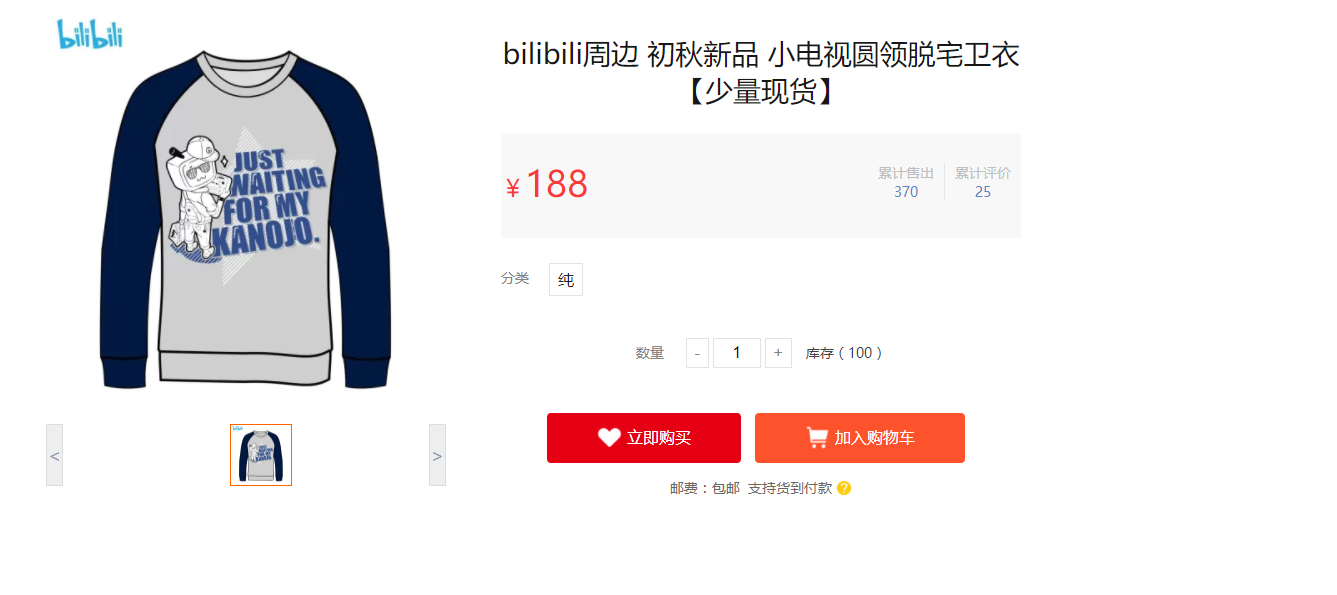 bilibili
JUST
WAITING
FOR MY
KANOJO.
<
>
bilibili周边 初秋新品 小电视圆领脱宅卫衣
【少量现货】
¥ 188
累计售出 累计评价
370 25
分类 纯
数量 - 1 + 库存（100）
立即购买 加入购物车
邮费：包邮 支持货到付款 ?